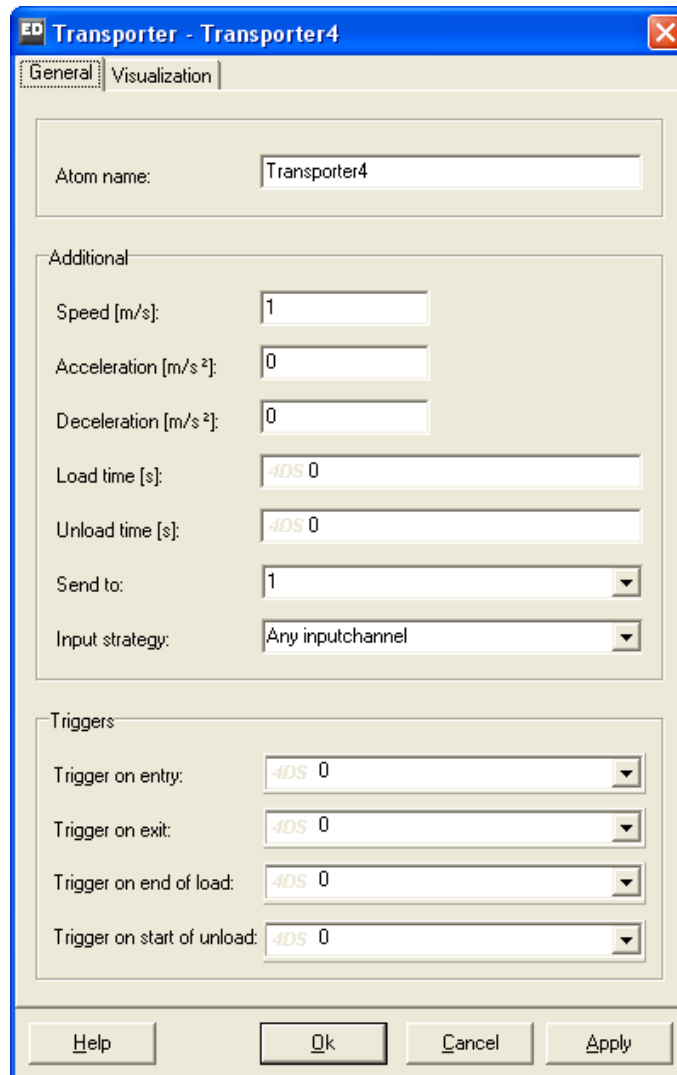 ED Transporter - Transporter4
General Visualization
Atom name: Transporter4
Additional
Speed [m/s]: 1
Acceleration [m/s²]: 0
Deceleration [m/s²]: 0
Load time [s]: 4DS 0
Unload time [s]: 4DS 0
Send to: 1
Input strategy: Any inputchannel
Triggers
Trigger on entry: 4DS 0
Trigger on exit: 4DS 0
Trigger on end of load: 4DS 0
Trigger on start of unload: 4DS 0
Help Ok Cancel Apply